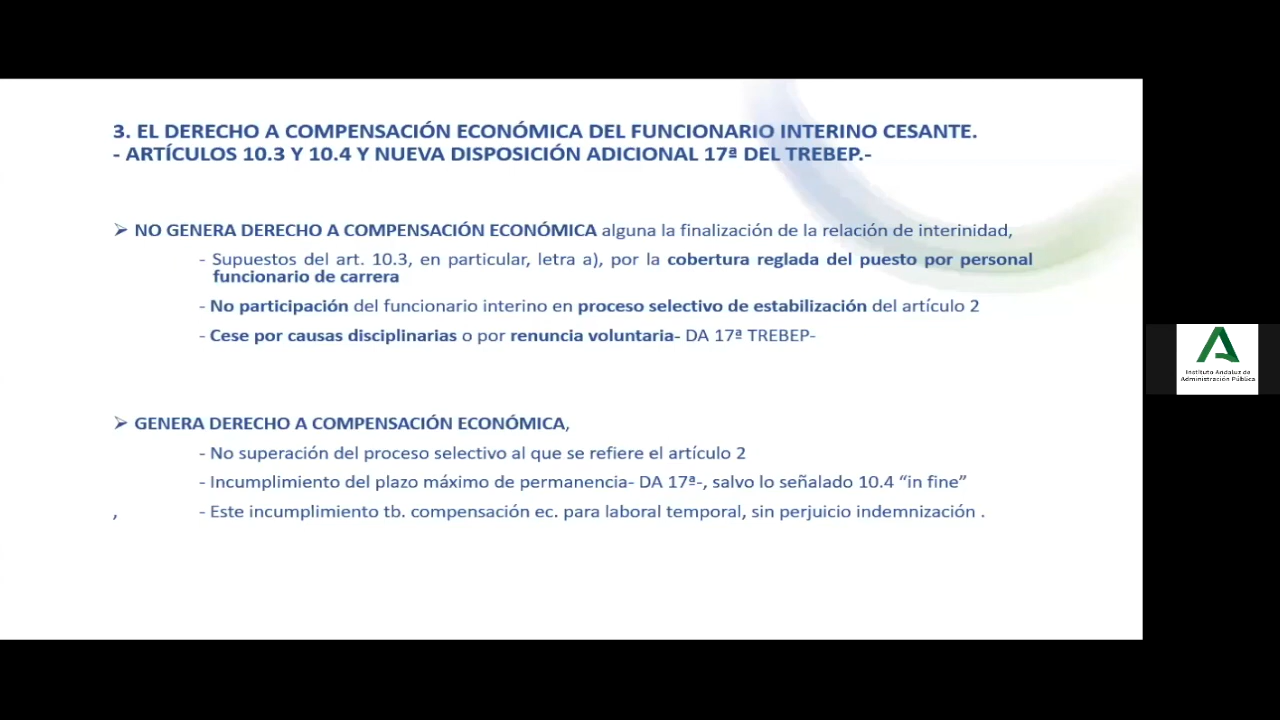 3. EL DERECHO A COMPENSACIÓN ECONÓMICA DEL FUNCIONARIO INTERINO CESANTE.
- ARTÍCULOS 10.3 Y 10.4 Y NUEVA DISPOSICIÓN ADICIONAL 17ª DEL TREBEP.-
➢ NO GENERA DERECHO A COMPENSACIÓN ECONÓMICA alguna la finalización de la relación de interinidad,
- Supuestos del art. 10.3, en particular, letra a), por la cobertura reglada del puesto por personal
funcionario de carrera
- No participación del funcionario interino en proceso selectivo de estabilización del artículo 2
- Cese por causas disciplinarias o por renuncia voluntaria- DA 17ª TREBEP-
➢ GENERA DERECHO A COMPENSACIÓN ECONÓMICA,
- No superación del proceso selectivo al que se refiere el artículo 2
- Incumplimiento del plazo máximo de permanencia- DA 17ª-, salvo lo señalado 10.4 “in fine”
, - Este incumplimiento tb. compensación ec. para laboral temporal, sin perjuicio indemnización .
Instituto Andaluz de
Administración Pública